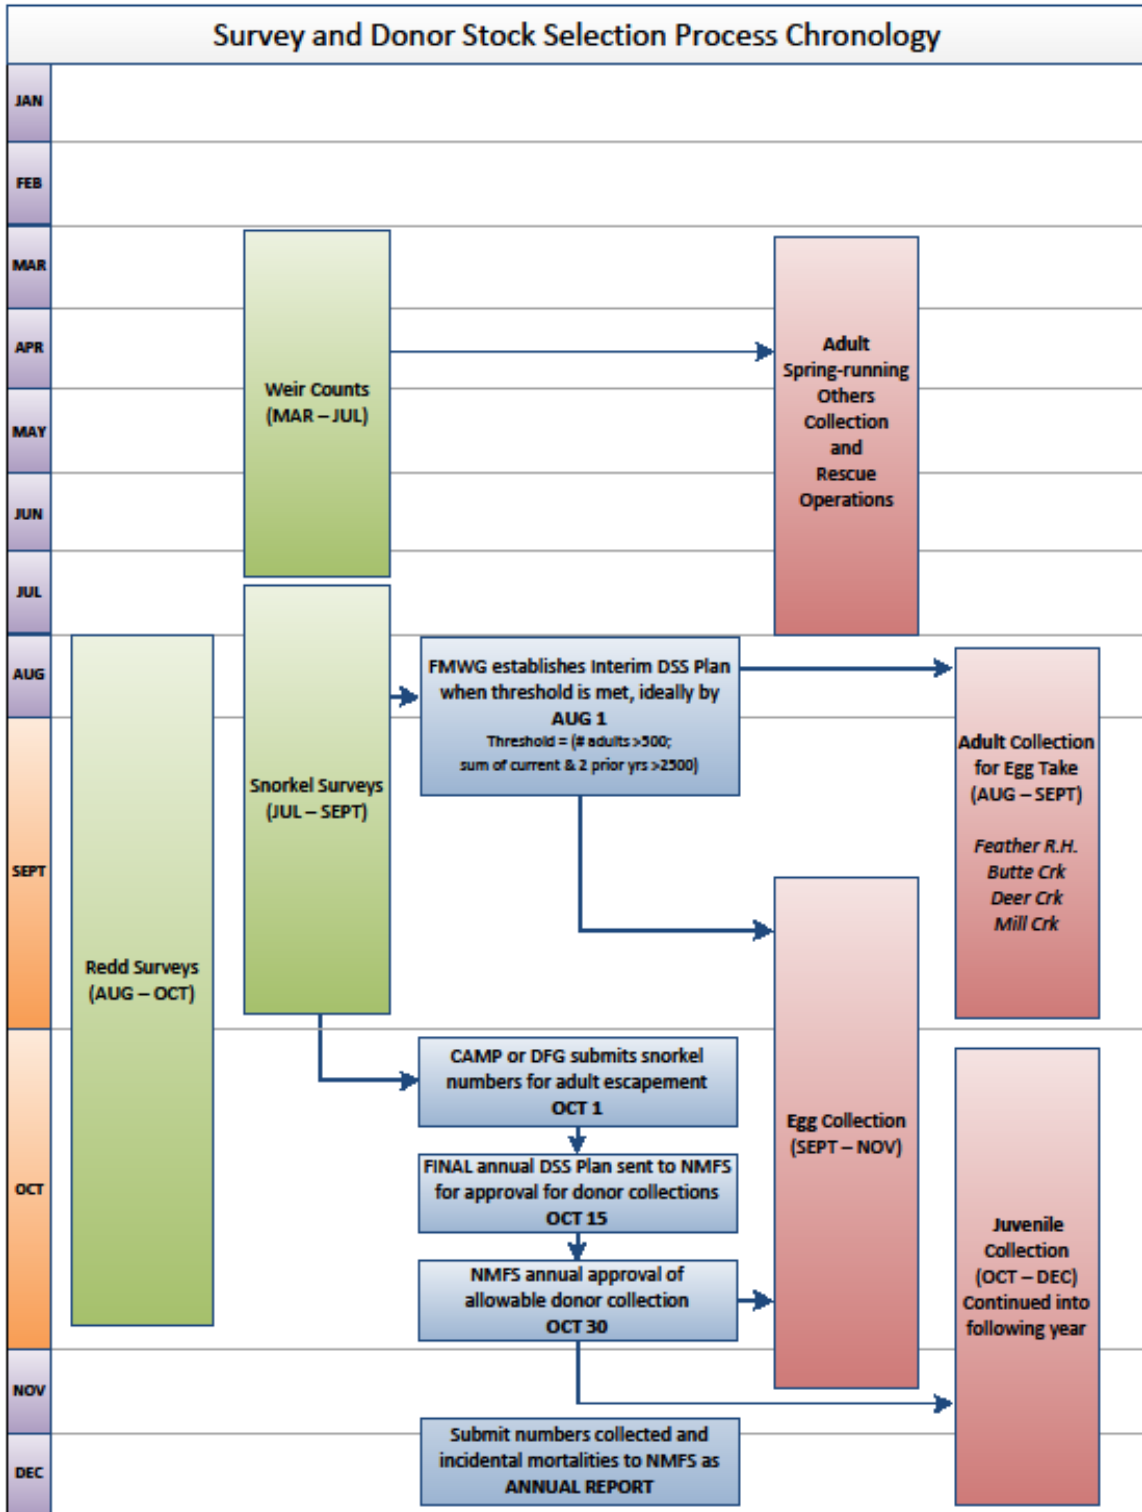 Survey and Donor Stock Selection Process Chronology
JAN
FEB
MAR
APR
MAY
JUN
JUL
AUG
SEPT
OCT
NOV
DEC
Weir Counts
(MAR – JUL)
Adult
Spring-running
Others
Collection
and
Rescue
Operations
Redd Surveys
(AUG – OCT)
Snorkel Surveys
(JUL – SEPT)
FMWG establishes Interim DSS Plan
when threshold is met, ideally by
AUG 1
Threshold = (# adults >500;
sum of current & 2 prior yrs >2500)
Adult Collection
for Egg Take
(AUG – SEPT)
Feather R.H.
Butte Crk
Deer Crk
Mill Crk
CAMP or DFG submits snorkel
numbers for adult escapement
OCT 1
FINAL annual DSS Plan sent to NMFS
for approval for donor collections
OCT 15
NMFS annual approval of
allowable donor collection
OCT 30
Egg Collection
(SEPT – NOV)
Juvenile
Collection
(OCT – DEC)
Continued into
following year
Submit numbers collected and
incidental mortalities to NMFS as
ANNUAL REPORT